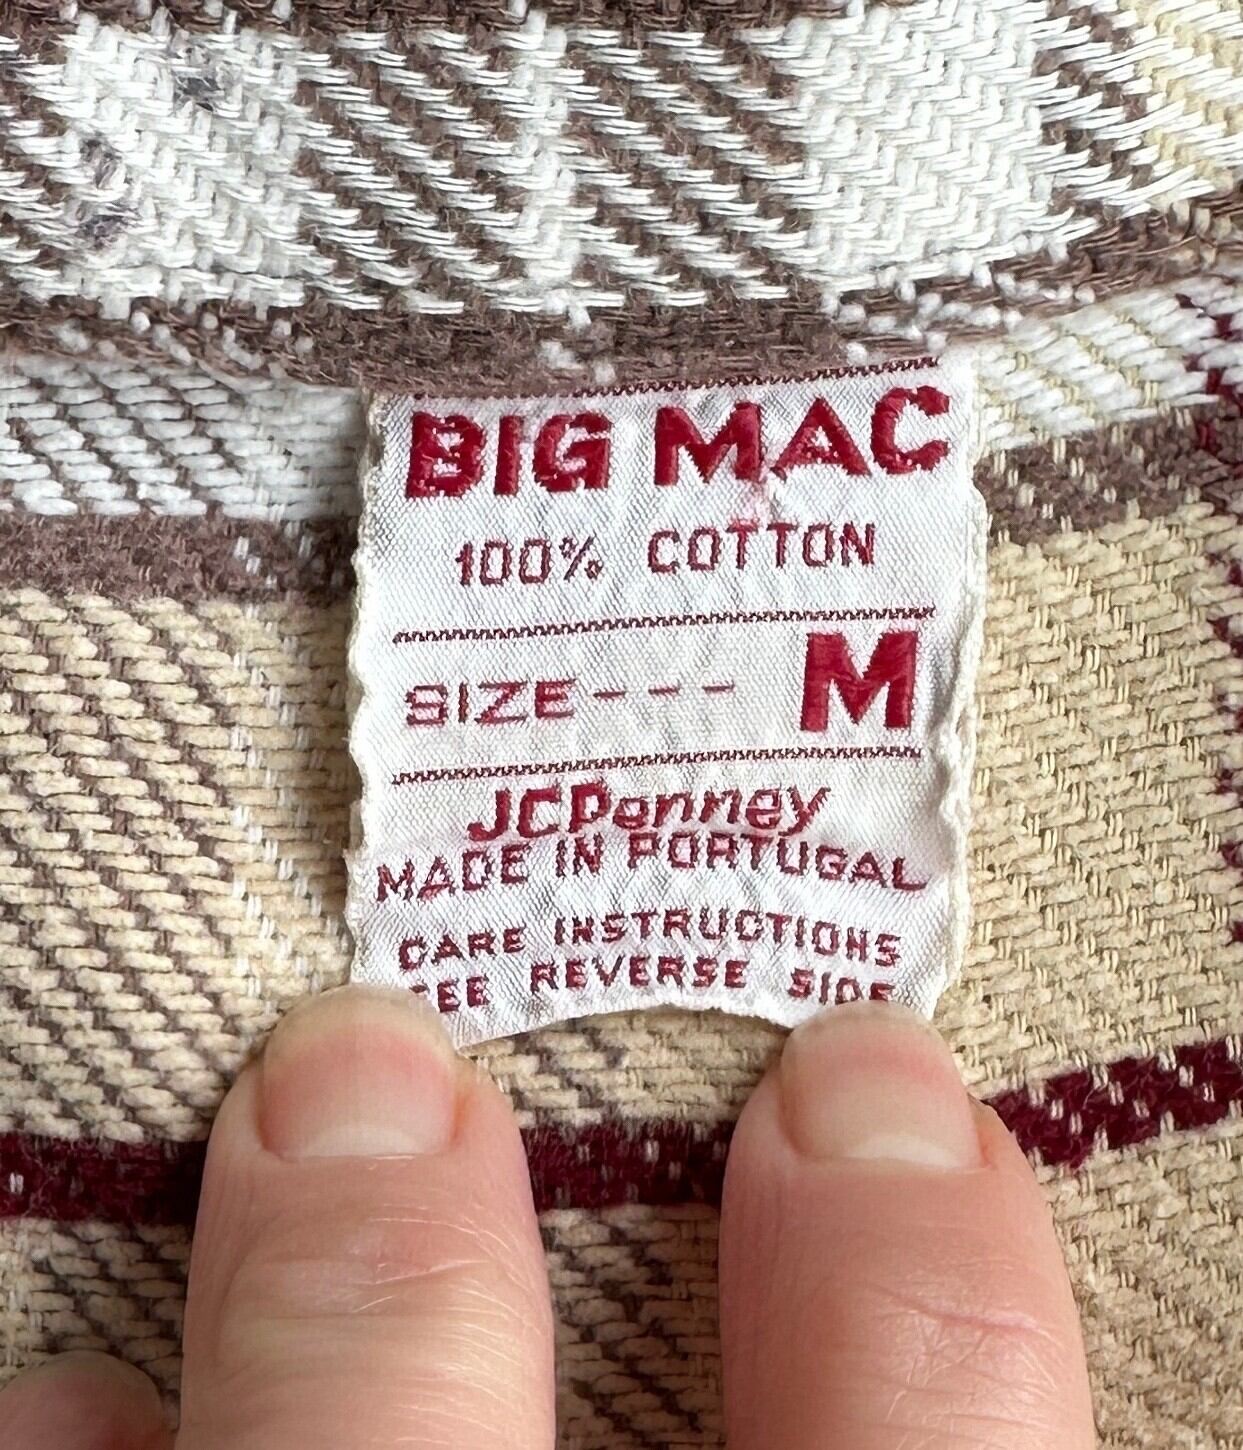 BIG MAC
100% COTTON
SIZE --- M
JCPenney
MADE IN PORTUGAL
CARE INSTRUCTIONS
SEE REVERSE SIDE